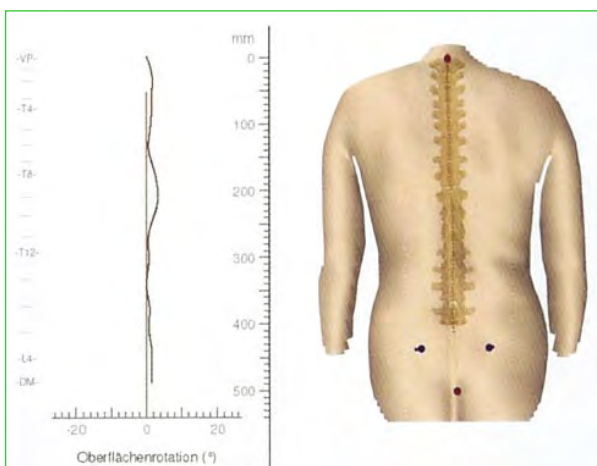 mm
-VP-
0
-T4-
100
-T8-
200
-T12-
300
400
-L4-
-DM-
500
-20 0 20
Oberflächenrotation (°)